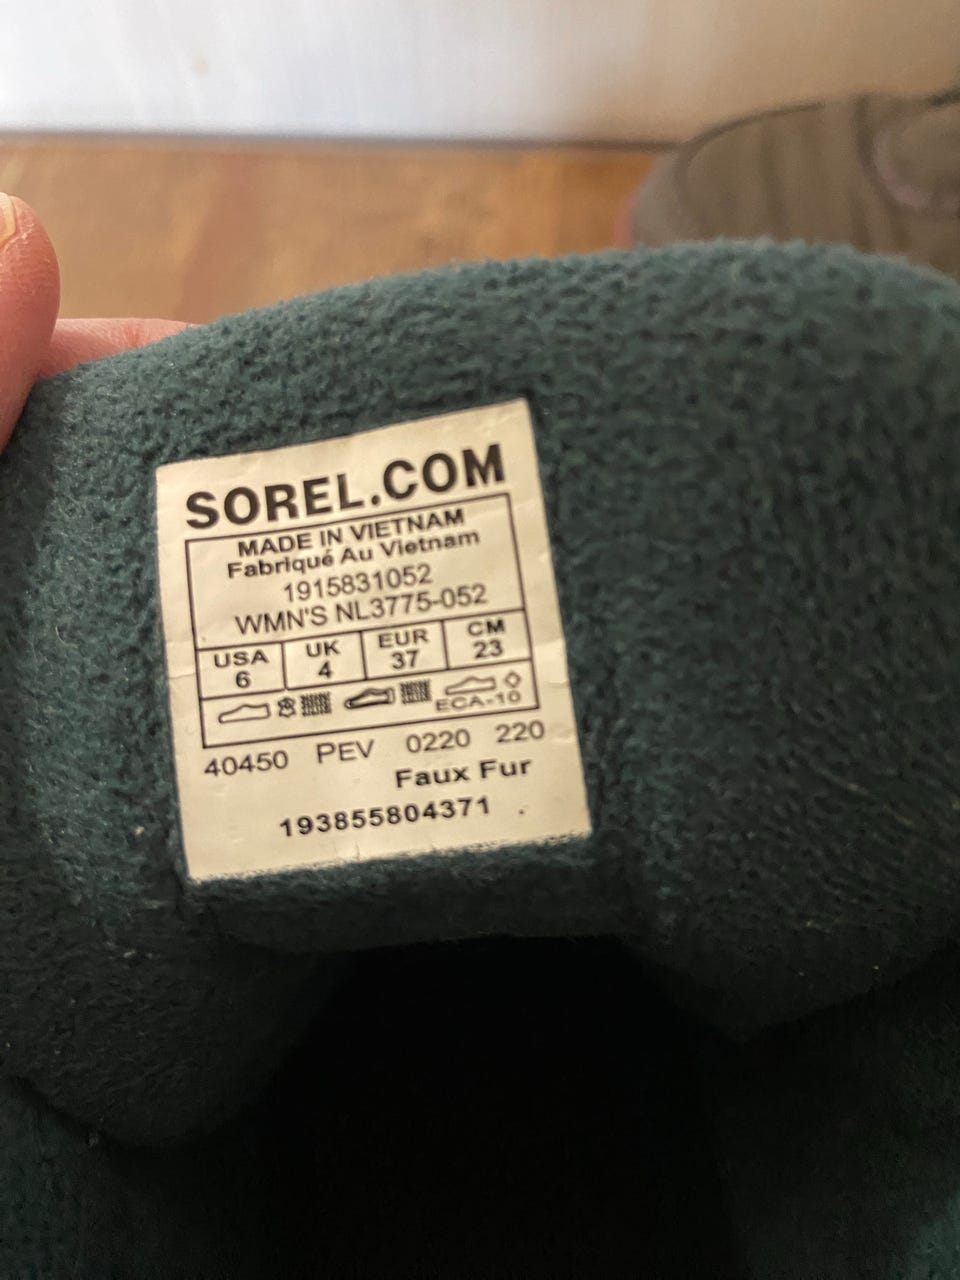 SOREL.COM
MADE IN VIETNAM
Fabriqué Au Vietnam
1915831052
WMN'S NL3775-052
USA UK EUR CM
6 4 37 23
ECA-10
40450 PEV 0220 220
Faux Fur
193855804371 .